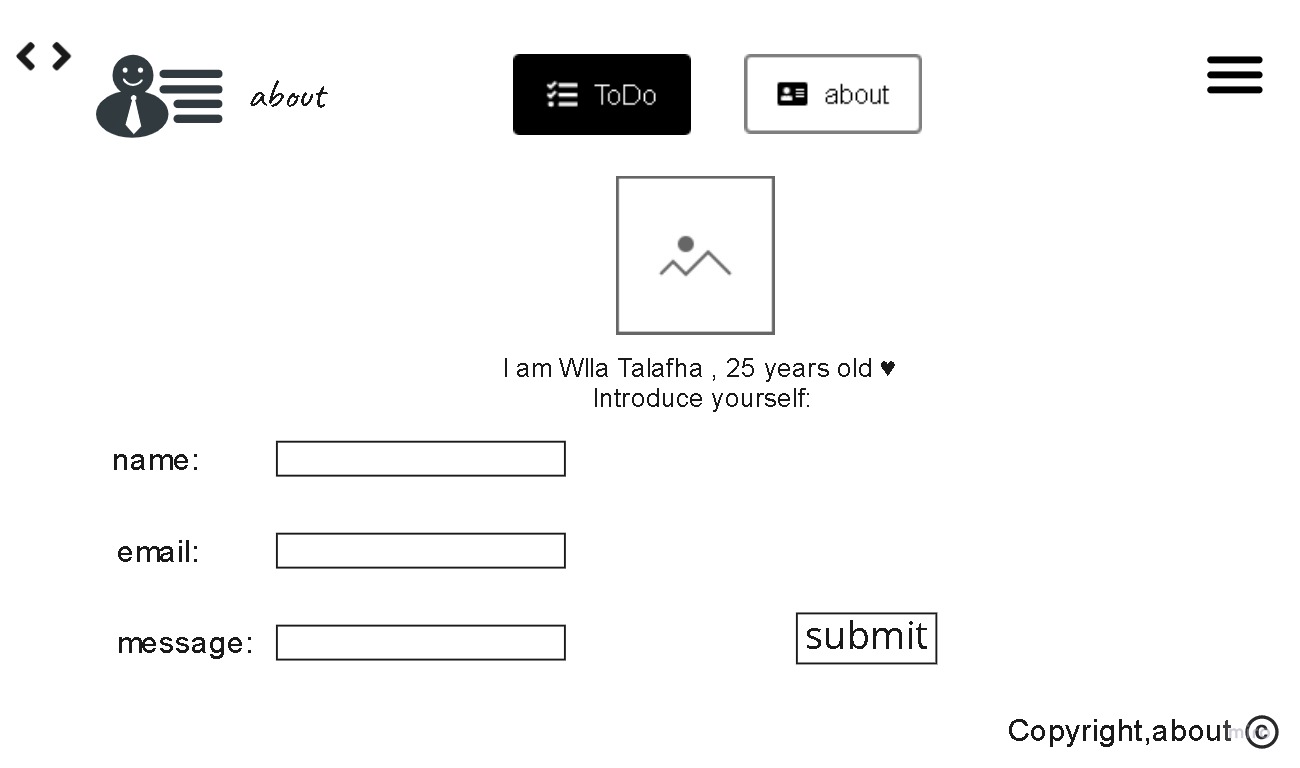 about
ToDo
about
I am Wlla Talafha , 25 years old ♥
Introduce yourself:
name:
email:
message:
submit
Copyright,about ©